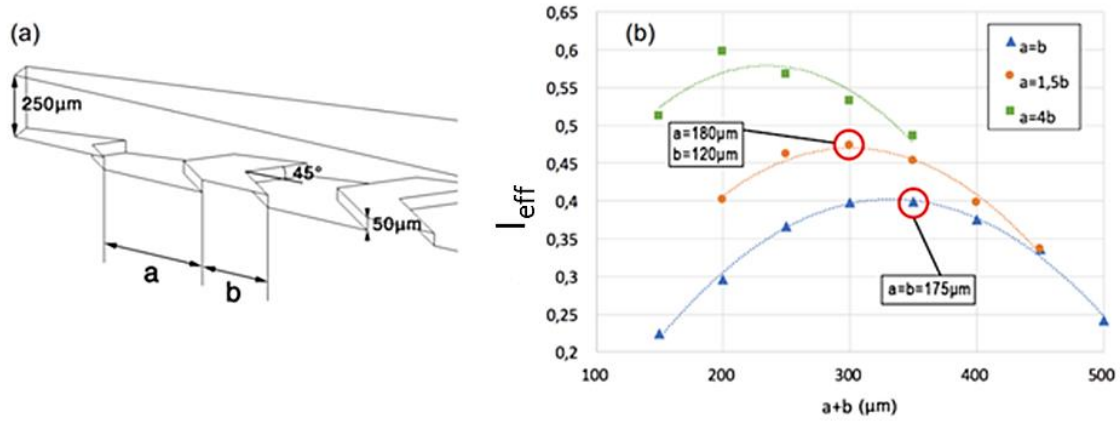 (a)
250µm
45°
50µm
a
b
(b)
I_eff
0,65
0,6
0,55
0,5
0,45
0,4
0,35
0,3
0,25
0,2
100
200
300
400
500
a+b (µm)
a=b
a=1,5b
a=4b
a=180µm
b=120µm
a=b=175µm